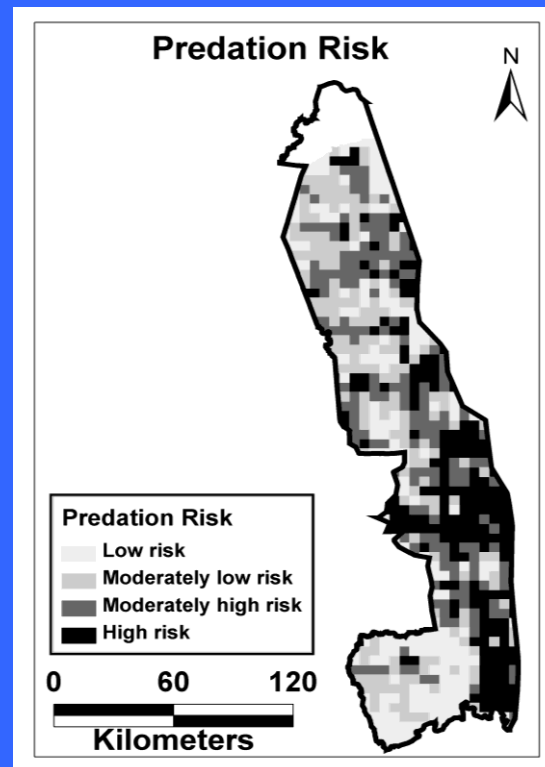 Predation Risk
N
Predation Risk
Low risk
Moderately low risk
Moderately high risk
High risk
0 60 120
Kilometers